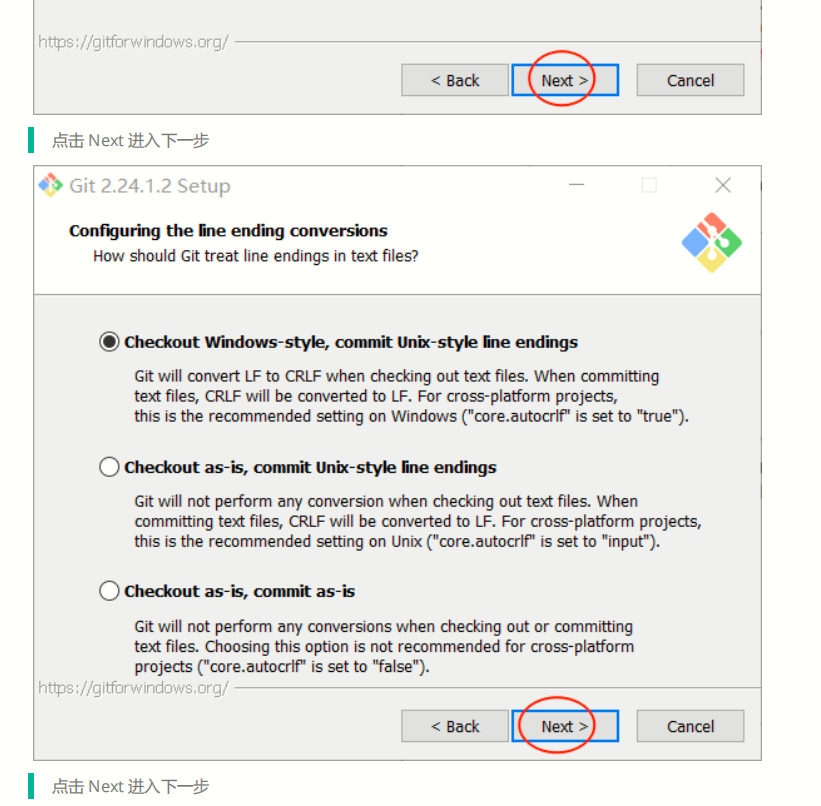 https://gitforwindows.org/
< Back Next > Cancel
点击 Next 进入下一步
Git 2.24.1.2 Setup
Configuring the line ending conversions
How should Git treat line endings in text files?
Checkout Windows-style, commit Unix-style line endings
Git will convert LF to CRLF when checking out text files. When committing
text files, CRLF will be converted to LF. For cross-platform projects,
this is the recommended setting on Windows ("core.autocrlf" is set to "true").
Checkout as-is, commit Unix-style line endings
Git will not perform any conversion when checking out text files. When
committing text files, CRLF will be converted to LF. For cross-platform projects,
this is the recommended setting on Unix ("core.autocrlf" is set to "input").
Checkout as-is, commit as-is
Git will not perform any conversions when checking out or committing
text files. Choosing this option is not recommended for cross-platform
projects ("core.autocrlf" is set to "false").
https://gitforwindows.org/
< Back Next > Cancel
点击 Next 进入下一步